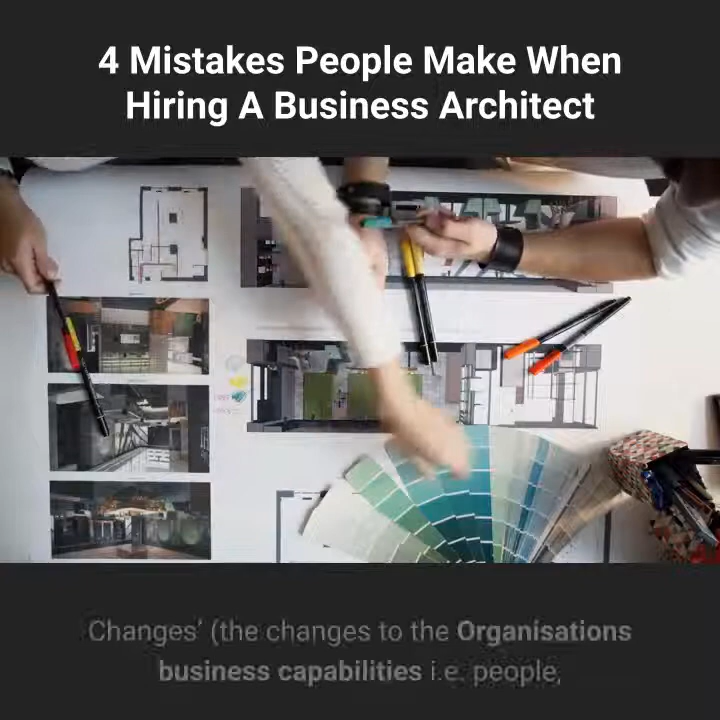 4 Mistakes People Make When
Hiring A Business Architect
Changes' (the changes to the Organisations
business capabilities i.e. people,